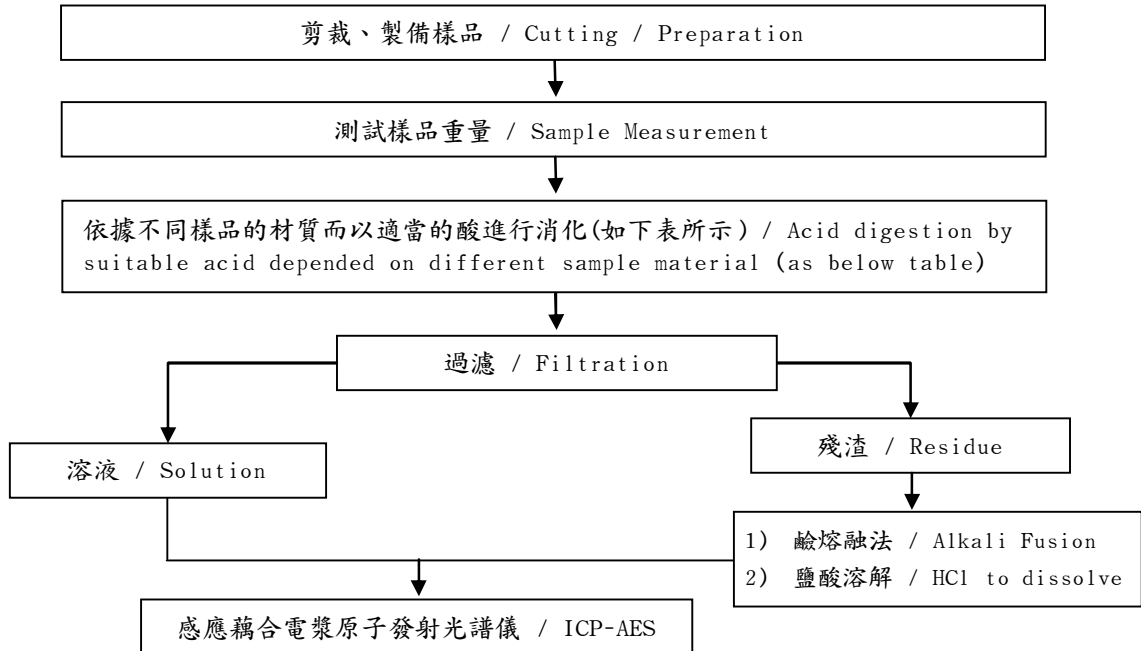 剪裁、製備樣品 / Cutting / Preparation
測試樣品重量 / Sample Measurement
依據不同樣品的材質而以適當的酸進行消化(如下表所示) / Acid digestion by
suitable acid depended on different sample material (as below table)
過濾 / Filtration
溶液 / Solution
殘渣 / Residue
1) 鹼熔融法 / Alkali Fusion
2) 鹽酸溶解 / HCl to dissolve
感應藕合電漿原子發射光譜儀 / ICP-AES